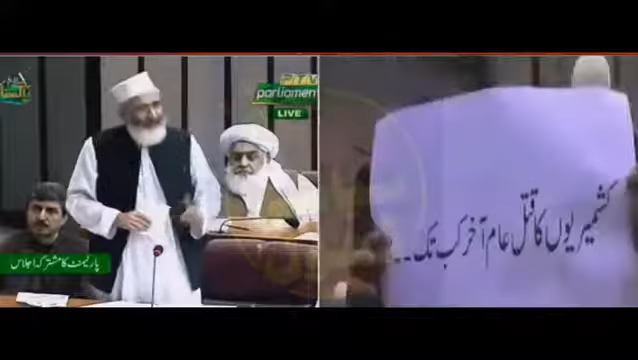 PTV
parliament
LIVE
پارلیمنٹ کا مشترکہ اجلاس
کشمیریوں کا قتل عام آخر کب تک۔۔